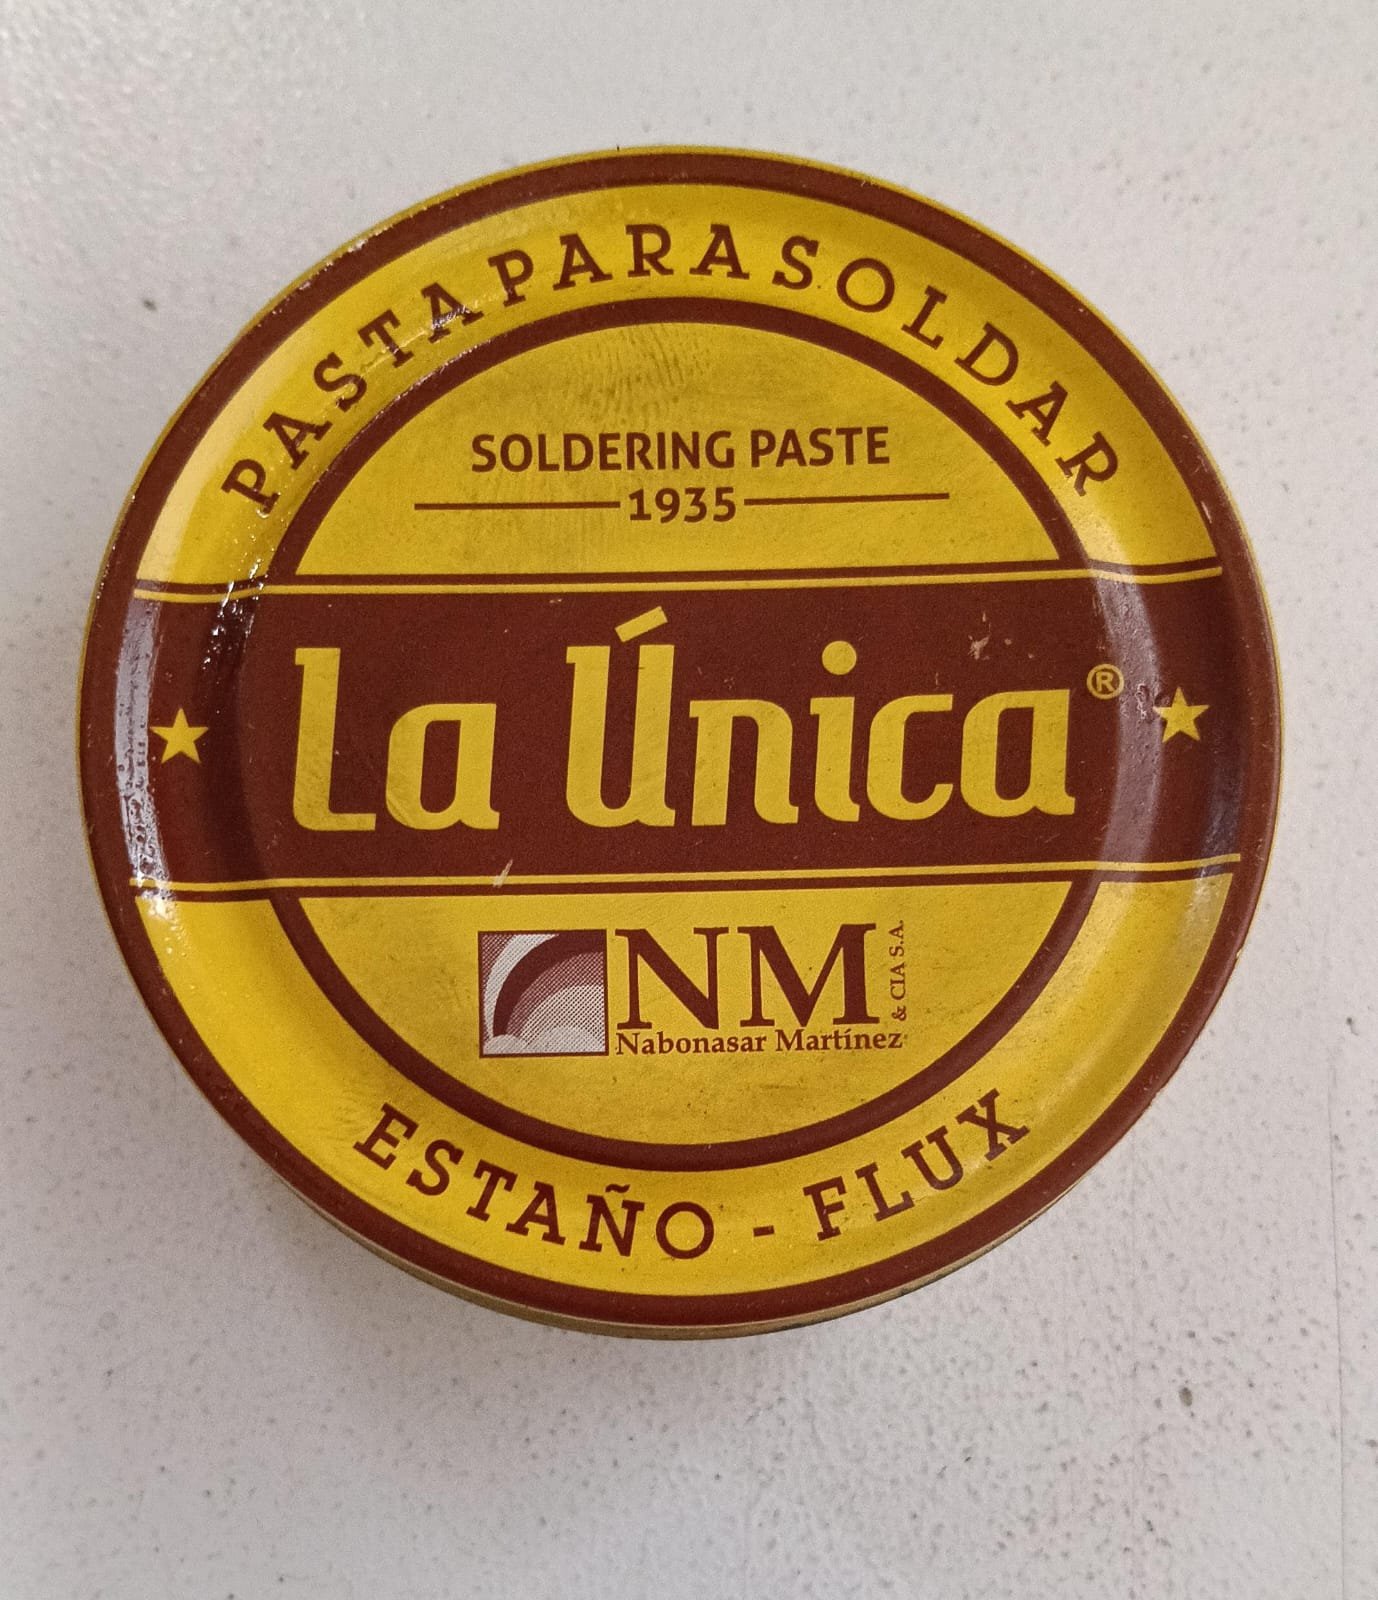 PASTA PARA SOLDAR
SOLDERING PASTE
1935
La Única®
NM & CIA S.A.
Nabonasar Martínez
ESTAÑO - FLUX